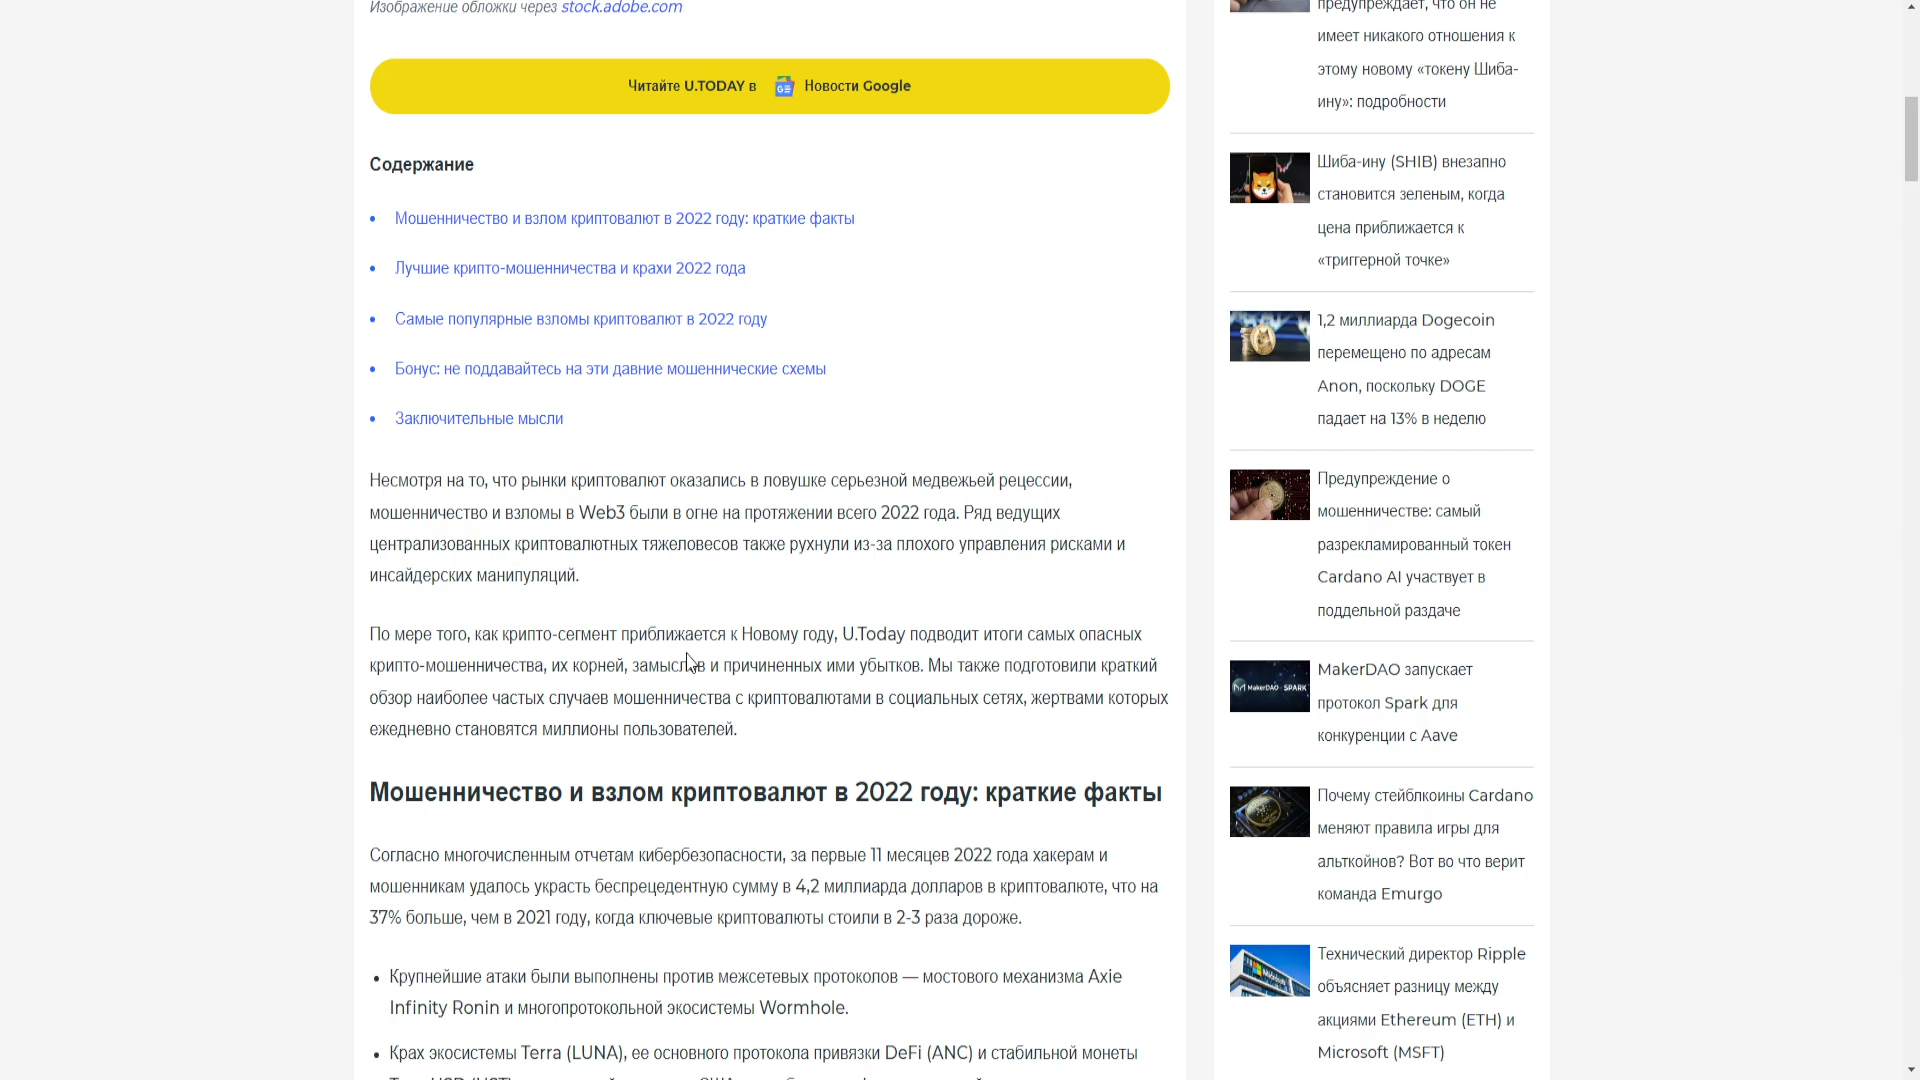 Изображение обложки через stock.adobe.com
Читайте U.TODAY в Новости Google
Содержание
Мошенничество и взлом криптовалют в 2022 году: краткие факты
Лучшие крипто-мошенничества и крахи 2022 года
Самые популярные взломы криптовалют в 2022 году
Бонус: не поддавайтесь на эти давние мошеннические схемы
Заключительные мысли
Несмотря на то, что рынки криптовалют оказались в ловушке серьезной медвежьей рецессии,
мошенничество и взломы в Web3 были в огне на протяжении всего 2022 года. Ряд ведущих
централизованных криптовалютных тяжеловесов также рухнули из-за плохого управления рисками и
инсайдерских манипуляций.
По мере того, как крипто-сегмент приближается к Новому году, U.Today подводит итоги самых опасных
крипто-мошенничества, их корней, замыслов и причиненных ими убытков. Мы также подготовили краткий
обзор наиболее частых случаев мошенничества с криптовалютами в социальных сетях, жертвами которых
ежедневно становятся миллионы пользователей.
Мошенничество и взлом криптовалют в 2022 году: краткие факты
Согласно многочисленным отчетам кибербезопасности, за первые 11 месяцев 2022 года хакерам и
мошенникам удалось украсть беспрецедентную сумму в 4,2 миллиарда долларов в криптовалюте, что на
37% больше, чем в 2021 году, когда ключевые криптовалюты стоили в 2-3 раза дороже.
Крупнейшие атаки были выполнены против межсетевых протоколов — мостового механизма Axie
Infinity Ronin и многопротокольной экосистемы Wormhole.
Крах экосистемы Terra (LUNA), ее основного протокола привязки DeFi (ANC) и стабильной монеты
предупреждает, что он не
имеет никакого отношения к
этому новому «токену Шиба-
ину»: подробности
Шиба-ину (SHIB) внезапно
становится зеленым, когда
цена приближается к
«триггерной точке»
1,2 миллиарда Dogecoin
перемещено по адресам
Anon, поскольку DOGE
падает на 13% в неделю
Предупреждение о
мошенничестве: самый
разрекламированный токен
Cardano AI участвует в
поддельной раздаче
MakerDAO SPARK
MakerDAO запускает
протокол Spark для
конкуренции с Aave
Почему стейблкоины Cardano
меняют правила игры для
альткойнов? Вот во что верит
команда Emurgo
Технический директор Ripple
объясняет разницу между
акциями Ethereum (ETH) и
Microsoft (MSFT)